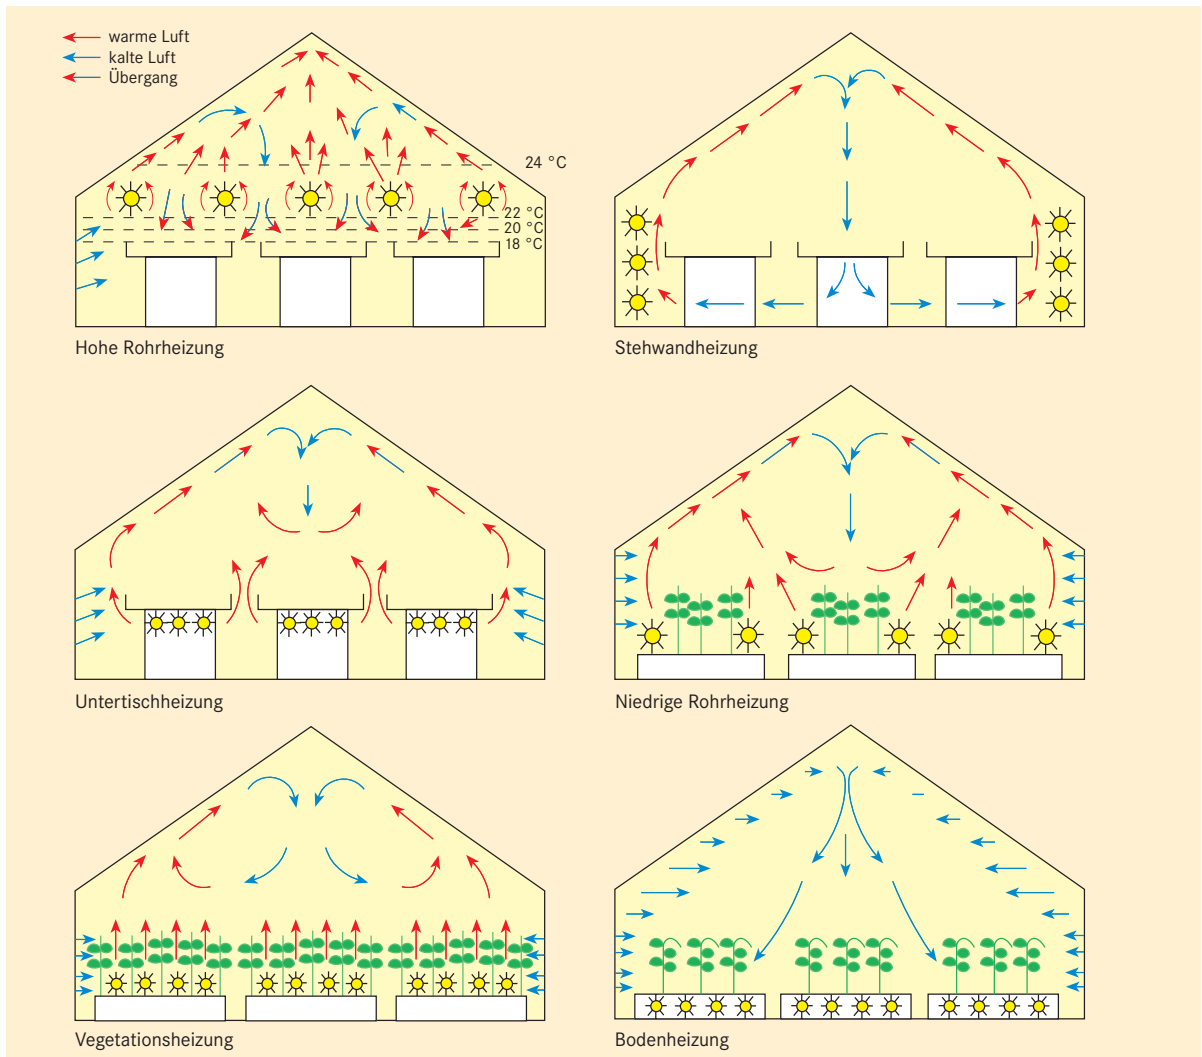 warme Luft
kalte Luft
Übergang
24 °C
22 °C
20 °C
18 °C
Hohe Rohrheizung
Stehwandheizung
Untertischheizung
Niedrige Rohrheizung
Vegetationsheizung
Bodenheizung